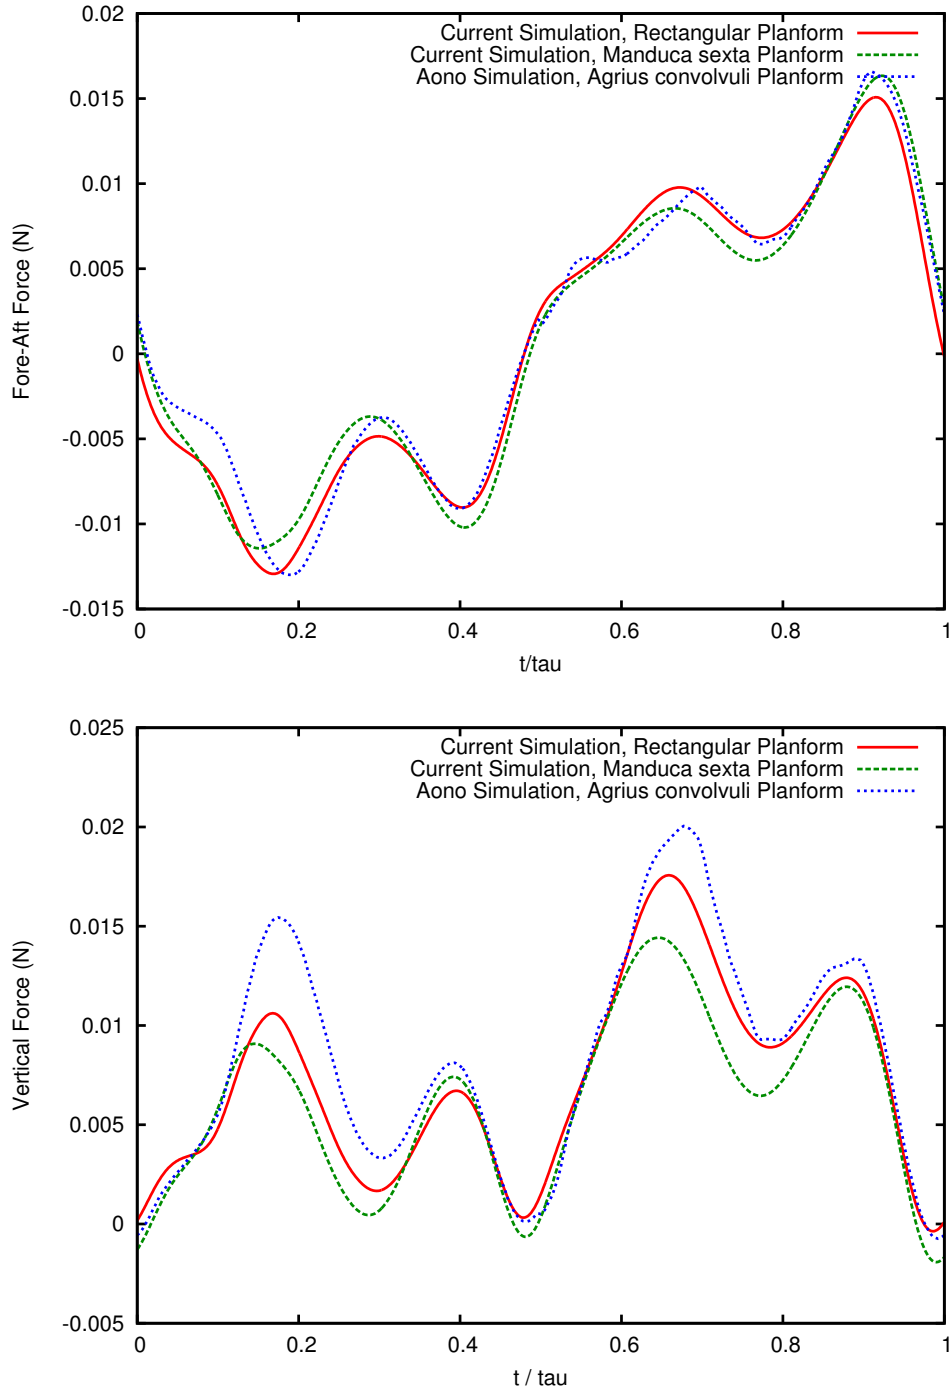 0.02
Current Simulation, Rectangular Planform
Current Simulation, Manduca sexta Planform
Aono Simulation, Agrius convolvuli Planform
0.015
0.01
0.005
0
-0.005
-0.01
-0.015
Fore-Aft Force (N)
0 0.2 0.4 0.6 0.8 1
t/tau
0.025
Current Simulation, Rectangular Planform
Current Simulation, Manduca sexta Planform
Aono Simulation, Agrius convolvuli Planform
0.02
0.015
0.01
0.005
0
-0.005
Vertical Force (N)
0 0.2 0.4 0.6 0.8 1
t / tau